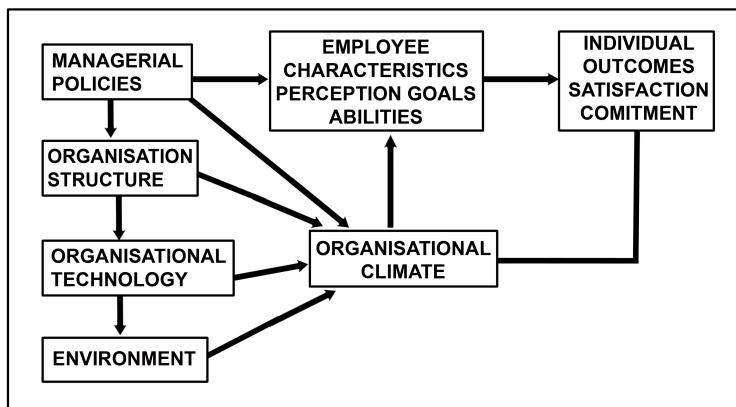 MANAGERIAL
POLICIES
EMPLOYEE
CHARACTERISTICS
PERCEPTION GOALS
ABILITIES
INDIVIDUAL
OUTCOMES
SATISFACTION
COMITMENT
ORGANISATION
STRUCTURE
ORGANISATIONAL
TECHNOLOGY
ORGANISATIONAL
CLIMATE
ENVIRONMENT